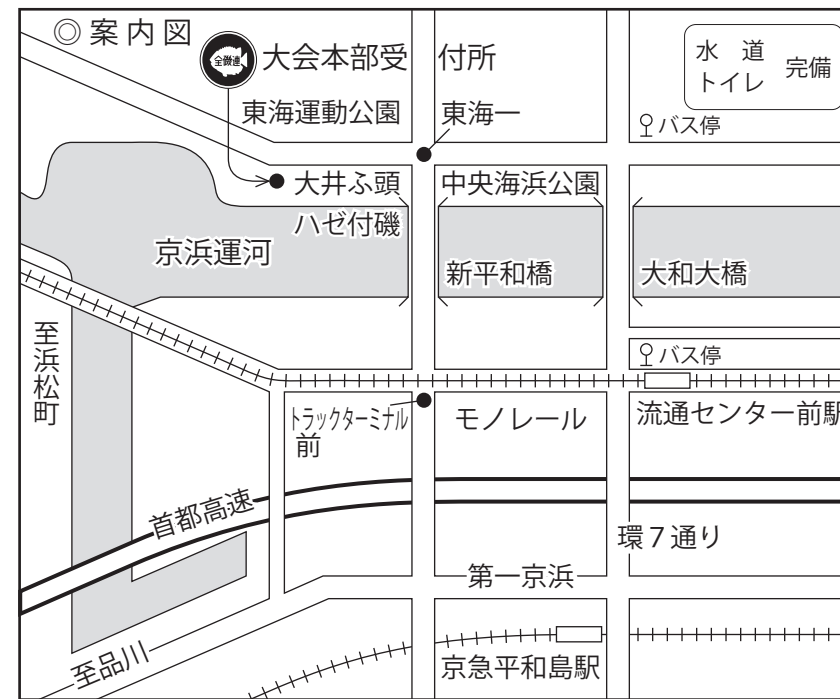 ◎案内図
全磯連
大会本部受付所
水道
トイレ
完備
東海運動公園
東海一
バス停
大井ふ頭
中央海浜公園
ハゼ付磯
京浜運河
新平和橋
大和大橋
至浜松町
バス停
トラックターミナル
前
モノレール
流通センター前駅
首都高速
環7通り
第一京浜
至品川
京急平和島駅